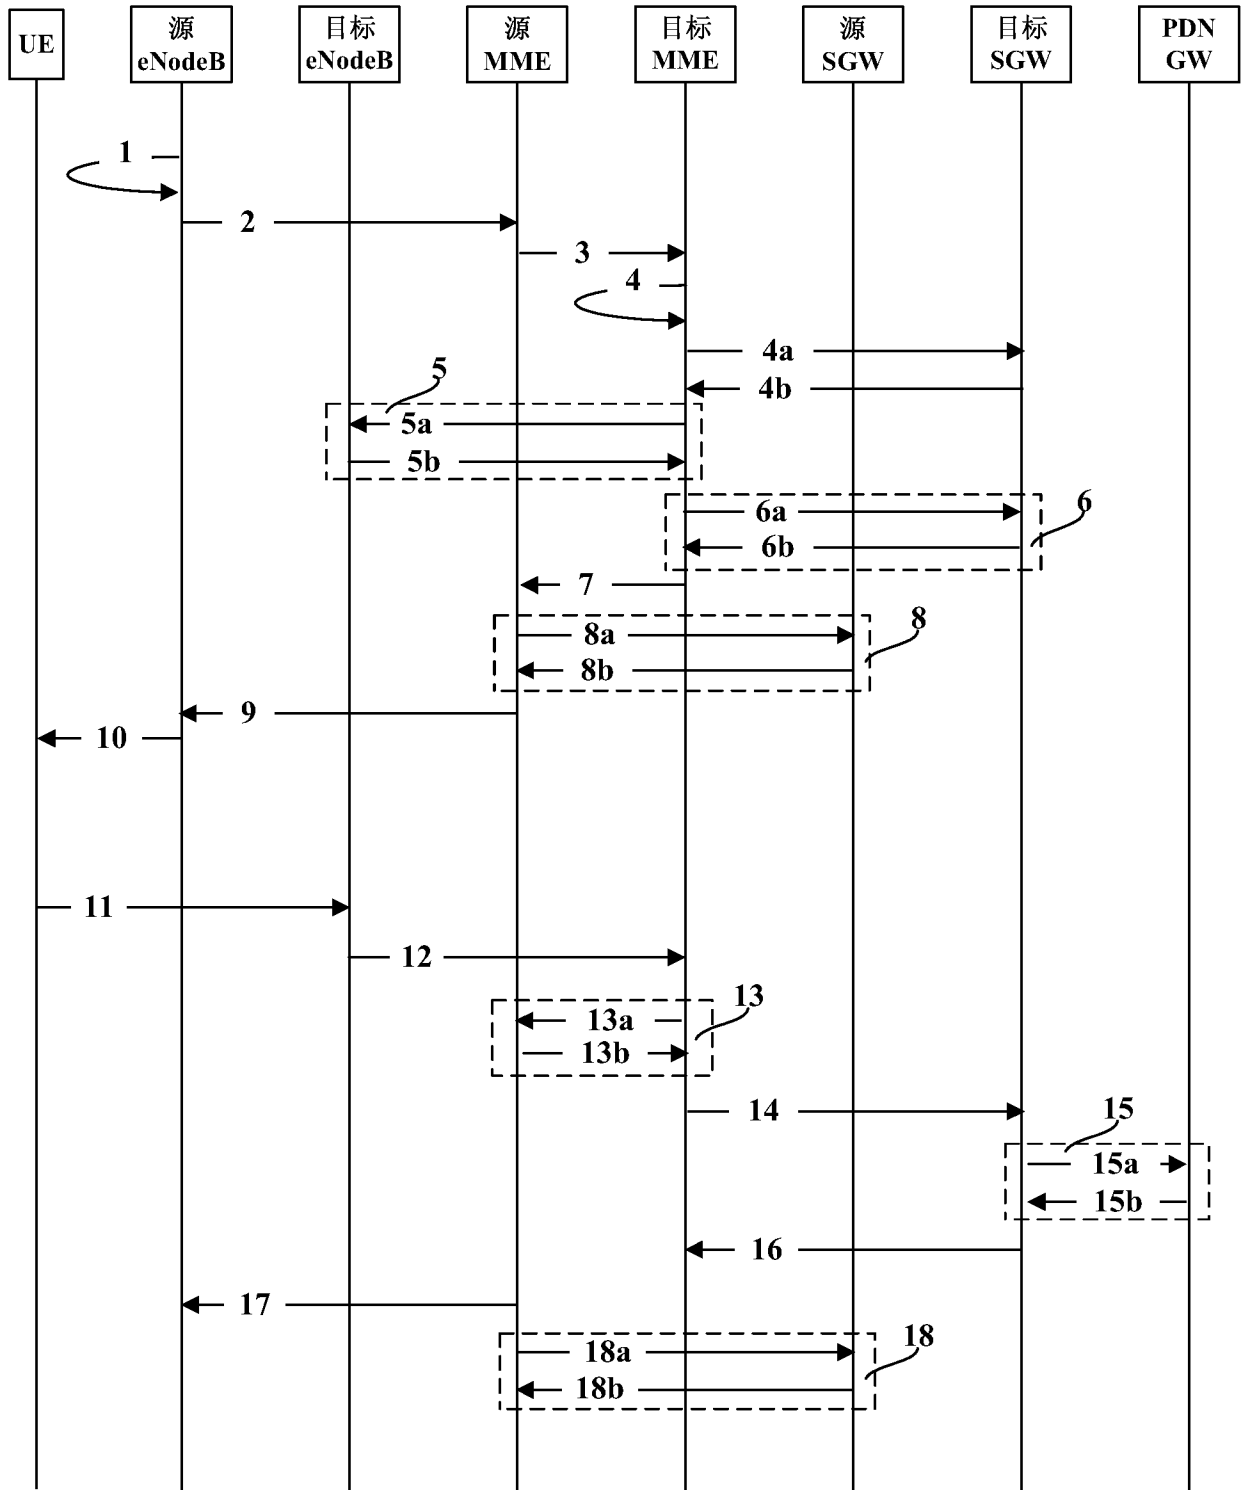 UE
源
eNodeB
目标
eNodeB
源
MME
目标
MME
源
SGW
目标
SGW
PDN
GW
1
2
3
4
4a
4b
5
5a
5b
6
6a
6b
7
8
8a
8b
9
10
11
12
13
13a
13b
14
15
15a
15b
16
17
18
18a
18b